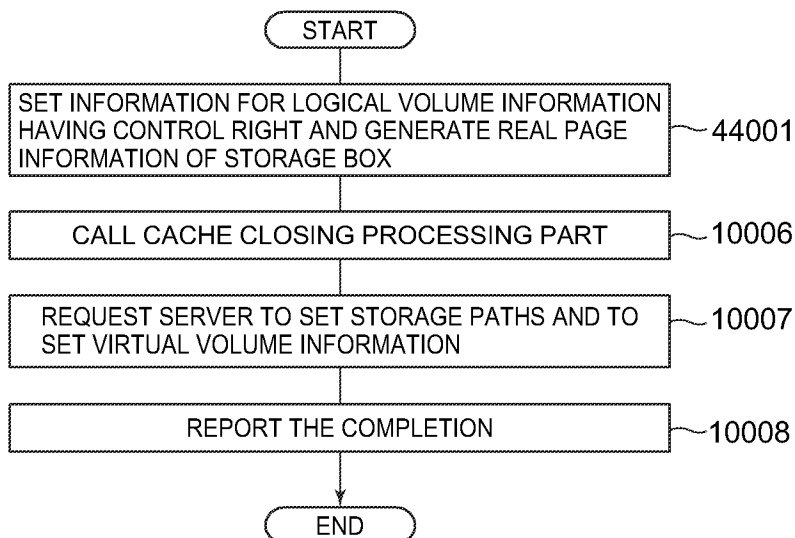 START
SET INFORMATION FOR LOGICAL VOLUME INFORMATION
HAVING CONTROL RIGHT AND GENERATE REAL PAGE
INFORMATION OF STORAGE BOX
44001
CALL CACHE CLOSING PROCESSING PART
10006
REQUEST SERVER TO SET STORAGE PATHS AND TO
SET VIRTUAL VOLUME INFORMATION
10007
REPORT THE COMPLETION
10008
END